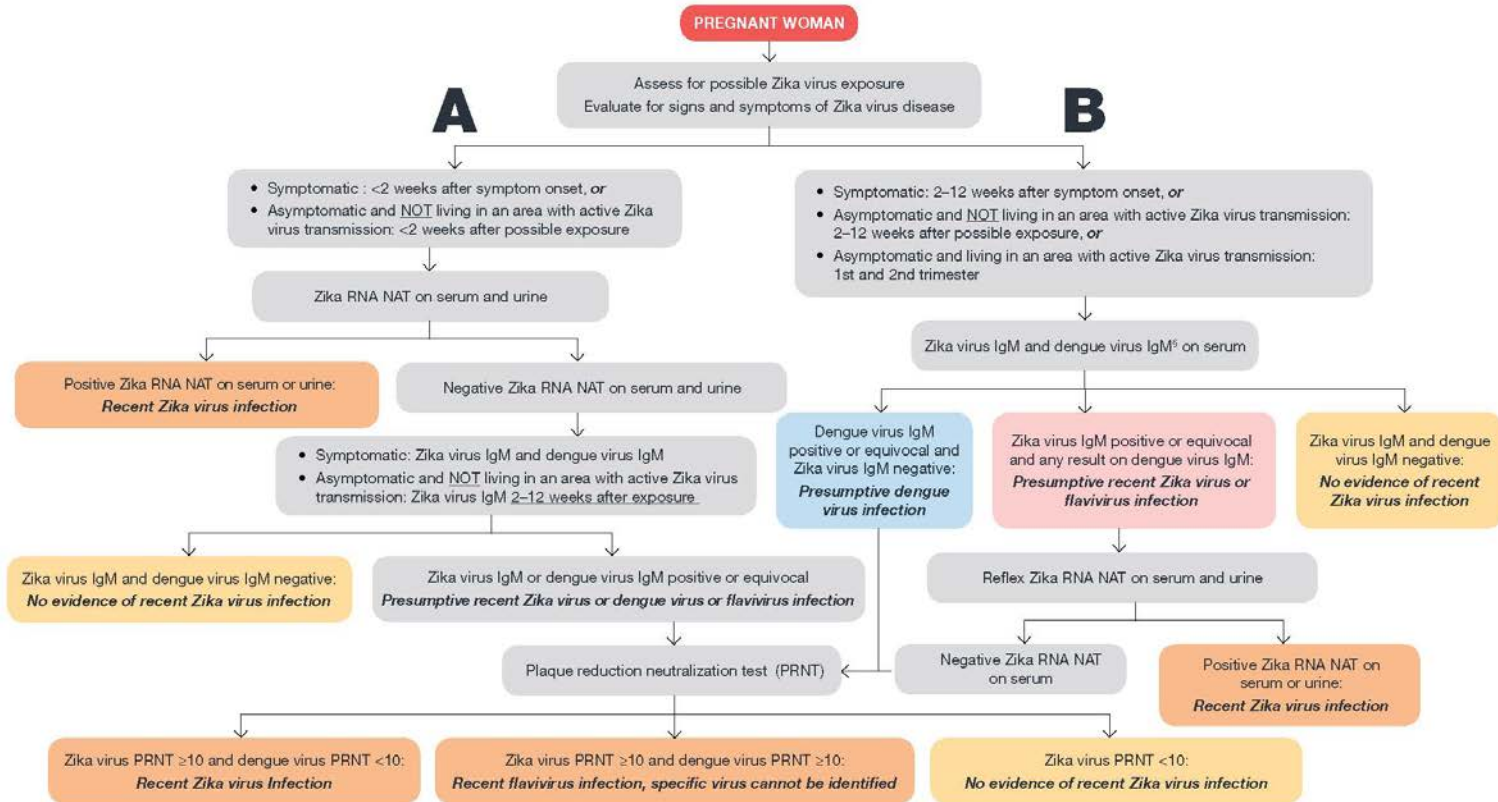 PREGNANT WOMAN
Assess for possible Zika virus exposure
Evaluate for signs and symptoms of Zika virus disease
A
B
• Symptomatic : <2 weeks after symptom onset, or
• Asymptomatic and NOT living in an area with active Zika
virus transmission: <2 weeks after possible exposure
• Symptomatic: 2–12 weeks after symptom onset, or
• Asymptomatic and NOT living in an area with active Zika virus transmission:
2–12 weeks after possible exposure, or
• Asymptomatic and living in an area with active Zika virus transmission:
1st and 2nd trimester
Zika RNA NAT on serum and urine
Zika virus IgM and dengue virus IgM§ on serum
Positive Zika RNA NAT on serum or urine:
Recent Zika virus infection
Negative Zika RNA NAT on serum and urine
• Symptomatic: Zika virus IgM and dengue virus IgM
• Asymptomatic and NOT living in an area with active Zika virus
transmission: Zika virus IgM 2–12 weeks after exposure
Dengue virus IgM
positive or equivocal and
Zika virus IgM negative:
Presumptive dengue
virus infection
Zika virus IgM positive or equivocal
and any result on dengue virus IgM:
Presumptive recent Zika virus or
flavivirus infection
Zika virus IgM and dengue
virus IgM negative:
No evidence of recent
Zika virus infection
Zika virus IgM and dengue virus IgM negative:
No evidence of recent Zika virus infection
Zika virus IgM or dengue virus IgM positive or equivocal
Presumptive recent Zika virus or dengue virus or flavivirus infection
Reflex Zika RNA NAT on serum and urine
Plaque reduction neutralization test (PRNT)
Negative Zika RNA NAT
on serum
Positive Zika RNA NAT on
serum or urine:
Recent Zika virus infection
Zika virus PRNT ≥10 and dengue virus PRNT <10:
Recent Zika virus Infection
Zika virus PRNT ≥10 and dengue virus PRNT ≥10:
Recent flavivirus infection, specific virus cannot be identified
Zika virus PRNT <10:
No evidence of recent Zika virus infection